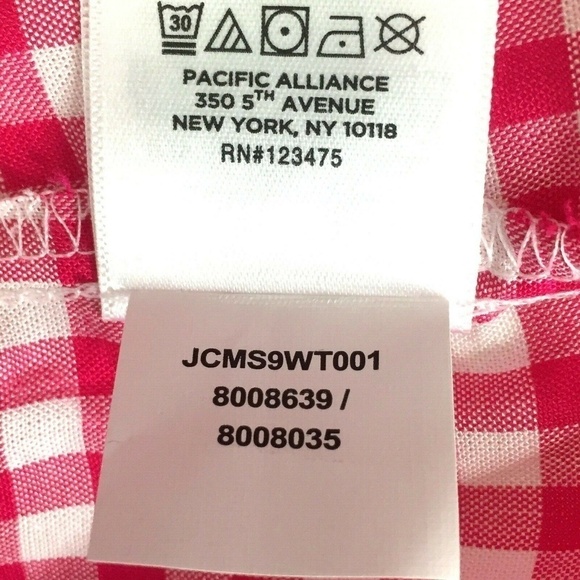 30
PACIFIC ALLIANCE
350 5TH AVENUE
NEW YORK, NY 10118
RN#123475
JCMS9WT001
8008639 /
8008035